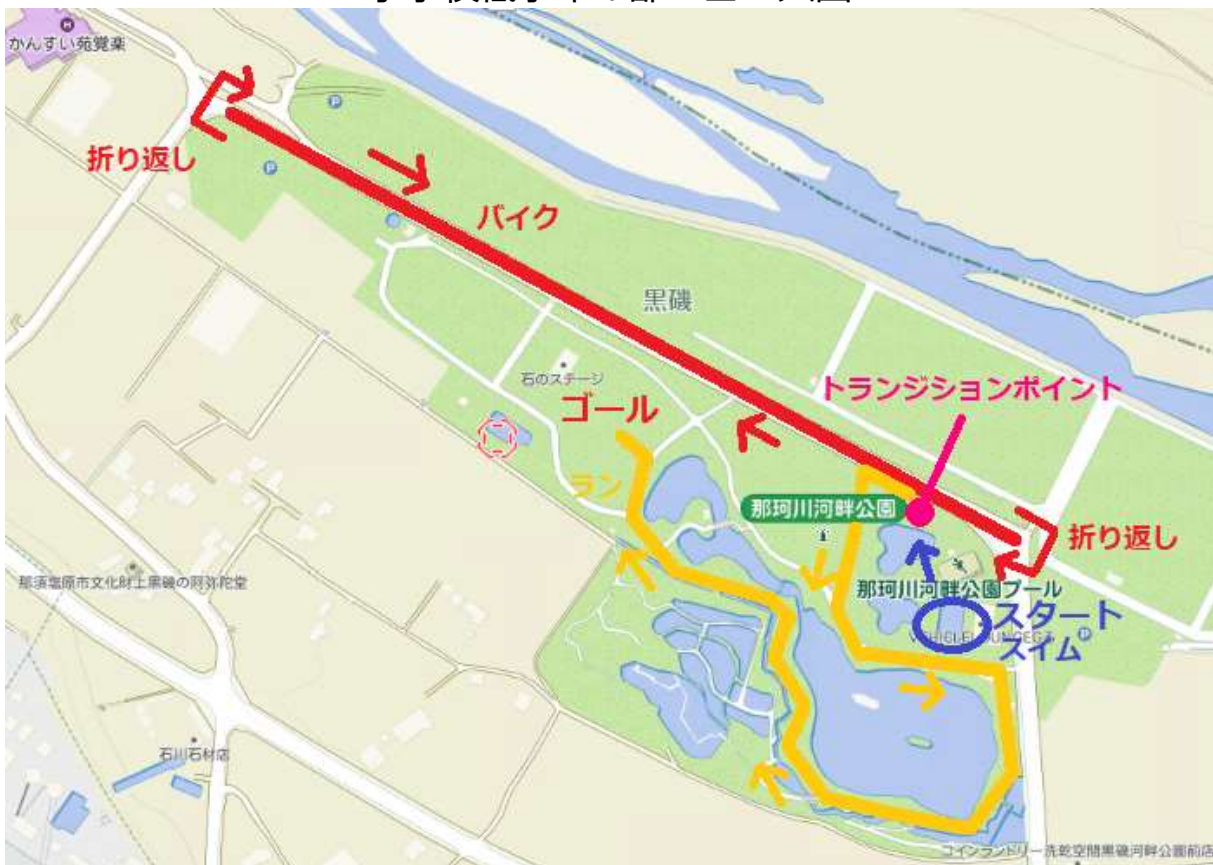 かんすい苑覚楽
折り返し
バイク
黒磯
石のステージ
トランジションポイント
ゴール
ラン
那珂川河畔公園
折り返し
那珂川河畔公園プール
スタート
スイム
那須塩原市文化財上黒磯の阿弥陀堂
石川石材店
コインランドリー洗乾空間黒磯河畔公園前店